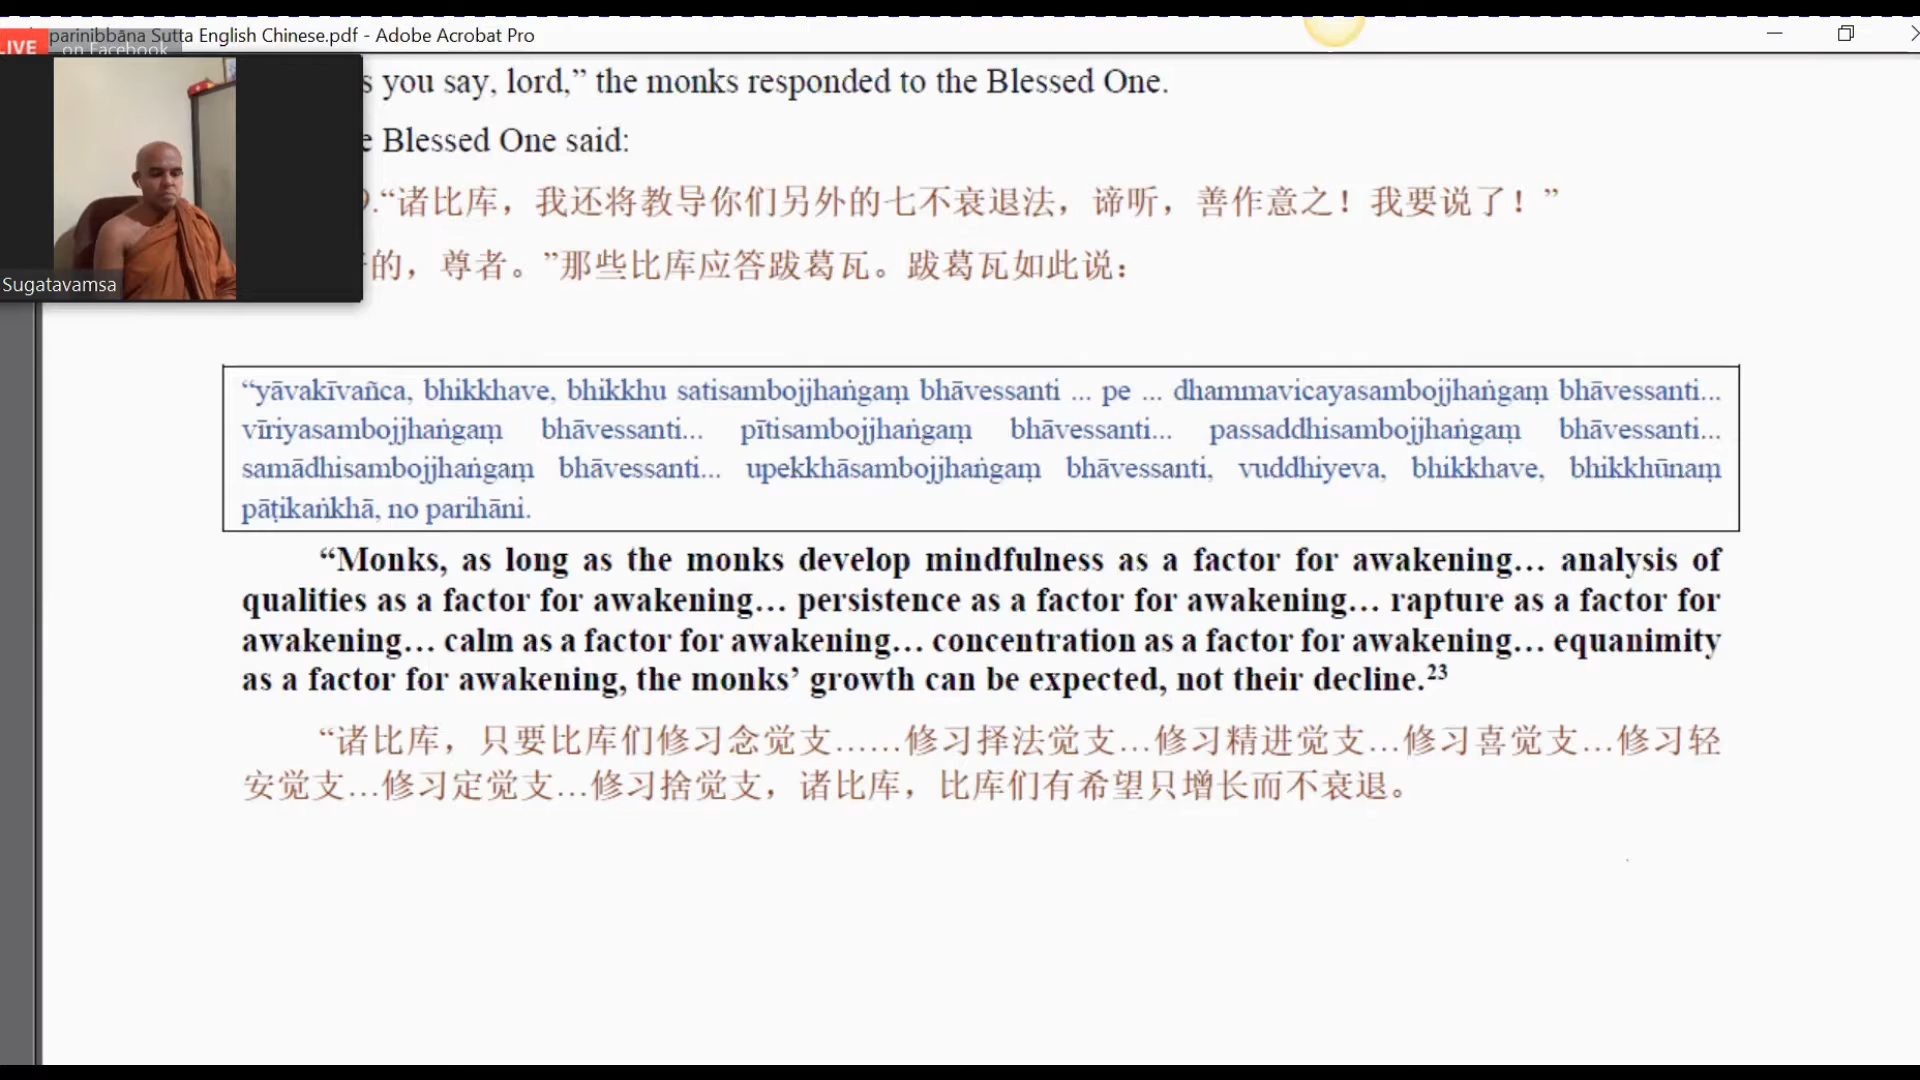 parinibbāna Sutta English Chinese.pdf - Adobe Acrobat Pro
LIVE on Facebook
you say, lord,” the monks responded to the Blessed One.
Blessed One said:
“诸比库，我还将教导你们另外的七不衰退法，谛听，善作意之！我要说了！”
的，尊者。”那些比库应答跋葛瓦。跋葛瓦如此说：
Sugatavamsa
“yāvakīvañca, bhikkhave, bhikkhu satisambojjhaṅgaṃ bhāvessanti ... pe ... dhammavicayasambojjhaṅgaṃ bhāvessanti...
vīriyasambojjhaṅgaṃ bhāvessanti... pītisambojjhaṅgaṃ bhāvessanti... passaddhisambojjhaṅgaṃ bhāvessanti...
samādhisambojjhaṅgaṃ bhāvessanti... upekkhāsambojjhaṅgaṃ bhāvessanti, vuddhiyeva, bhikkhave, bhikkhūnaṃ
pāṭikaṅkhā, no parihāni.
“Monks, as long as the monks develop mindfulness as a factor for awakening… analysis of
qualities as a factor for awakening… persistence as a factor for awakening… rapture as a factor for
awakening… calm as a factor for awakening… concentration as a factor for awakening… equanimity
as a factor for awakening, the monks’ growth can be expected, not their decline.23
“诸比库，只要比库们修习念觉支……修习择法觉支…修习精进觉支…修习喜觉支…修习轻
安觉支…修习定觉支…修习捨觉支，诸比库，比库们有希望只增长而不衰退。